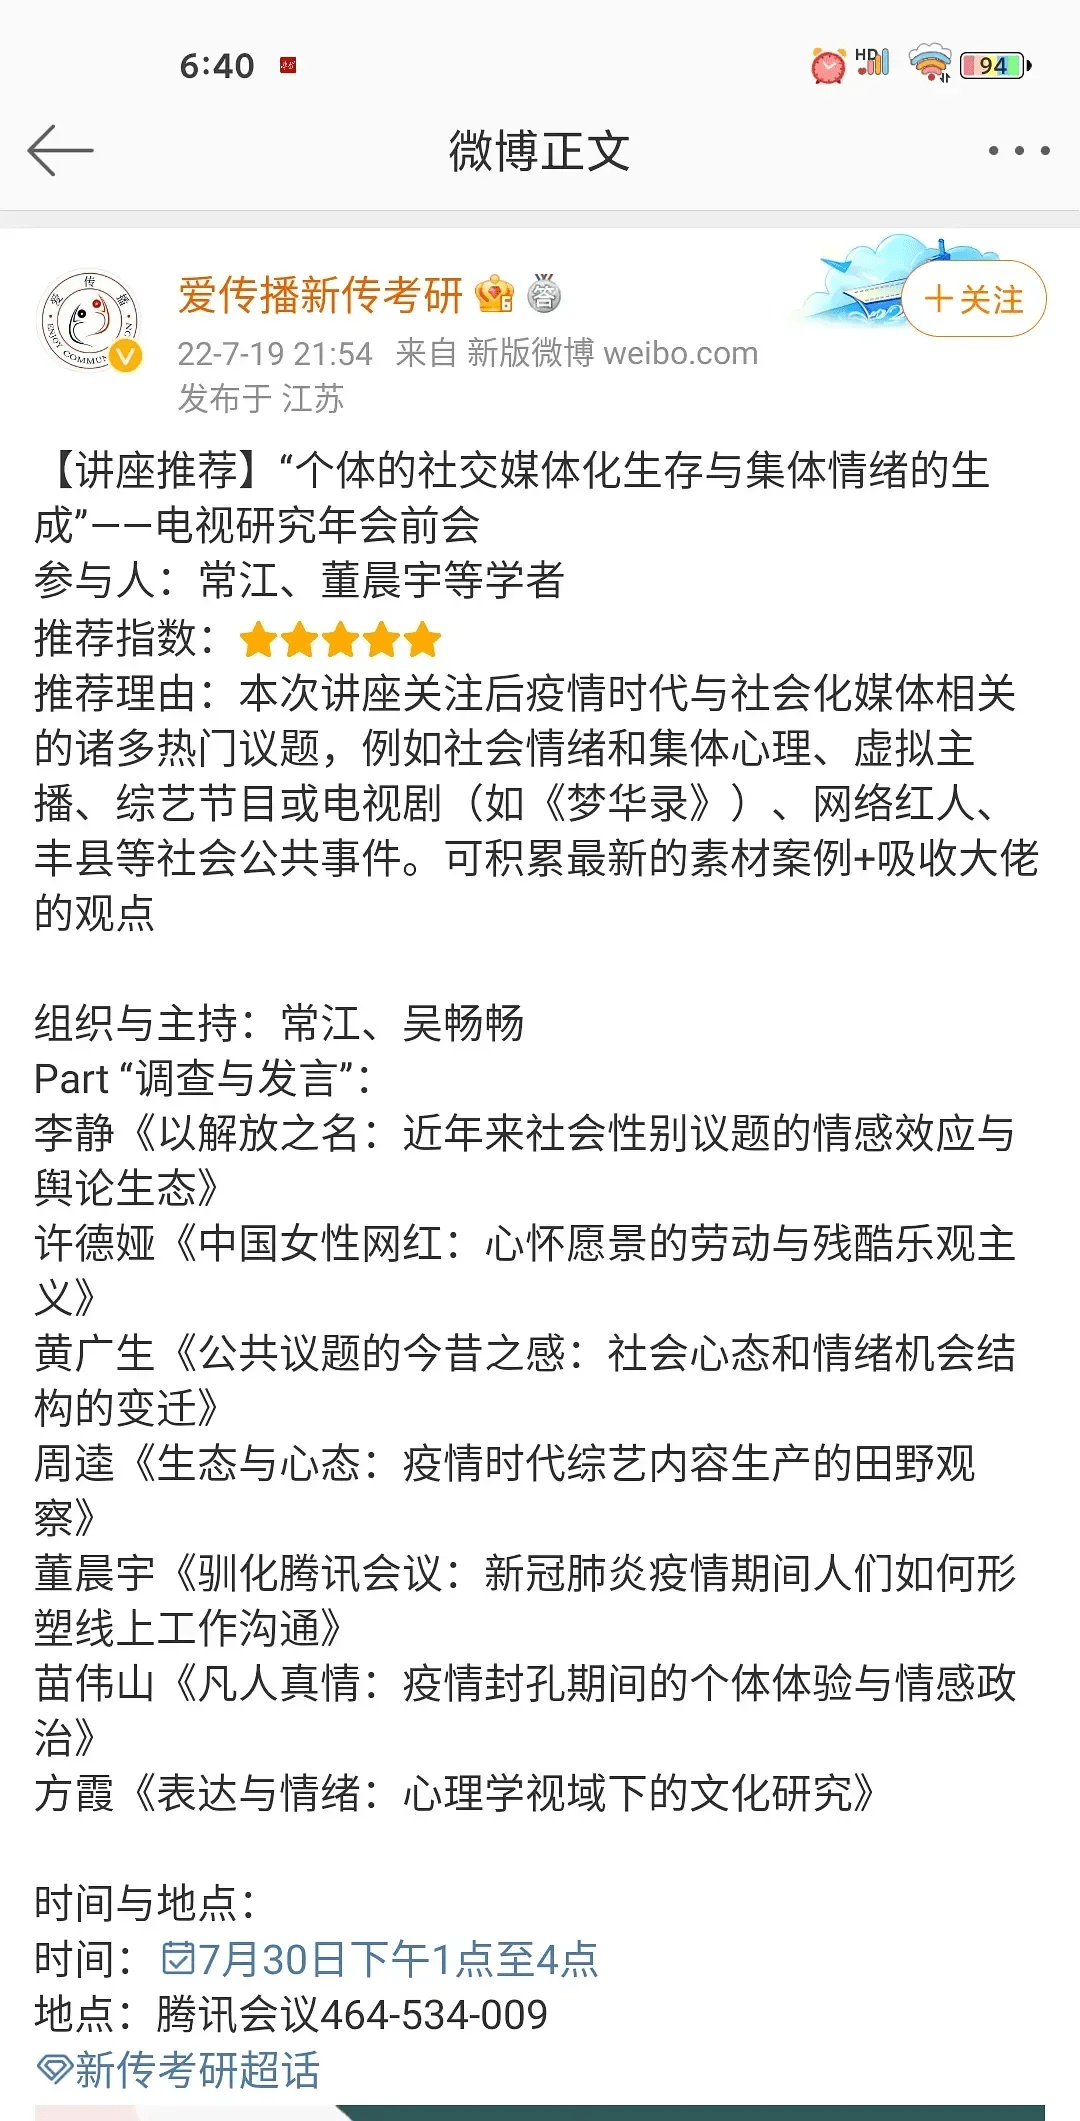 6:40
HD
94
微博正文
爱传播
ENJOY COMMUN
爱传播新传考研
答
+关注
22-7-19 21:54 来自 新版微博 weibo.com
发布于 江苏
【讲座推荐】“个体的社交媒体化生存与集体情绪的生
成”——电视研究年会前会
参与人：常江、董晨宇等学者
推荐指数：
推荐理由：本次讲座关注后疫情时代与社会化媒体相关
的诸多热门议题，例如社会情绪和集体心理、虚拟主
播、综艺节目或电视剧（如《梦华录》）、网络红人、
丰县等社会公共事件。可积累最新的素材案例+吸收大佬
的观点
组织与主持：常江、吴畅畅
Part “调查与发言”：
李静《以解放之名：近年来社会性别议题的情感效应与
舆论生态》
许德娅《中国女性网红：心怀愿景的劳动与残酷乐观主
义》
黄广生《公共议题的今昔之感：社会心态和情绪机会结
构的变迁》
周逵《生态与心态：疫情时代综艺内容生产的田野观
察》
董晨宇《驯化腾讯会议：新冠肺炎疫情期间人们如何形
塑线上工作沟通》
苗伟山《凡人真情：疫情封孔期间的个体体验与情感政
治》
方霞《表达与情绪：心理学视域下的文化研究》
时间与地点：
时间：7月30日下午1点至4点
地点：腾讯会议464-534-009
新传考研超话